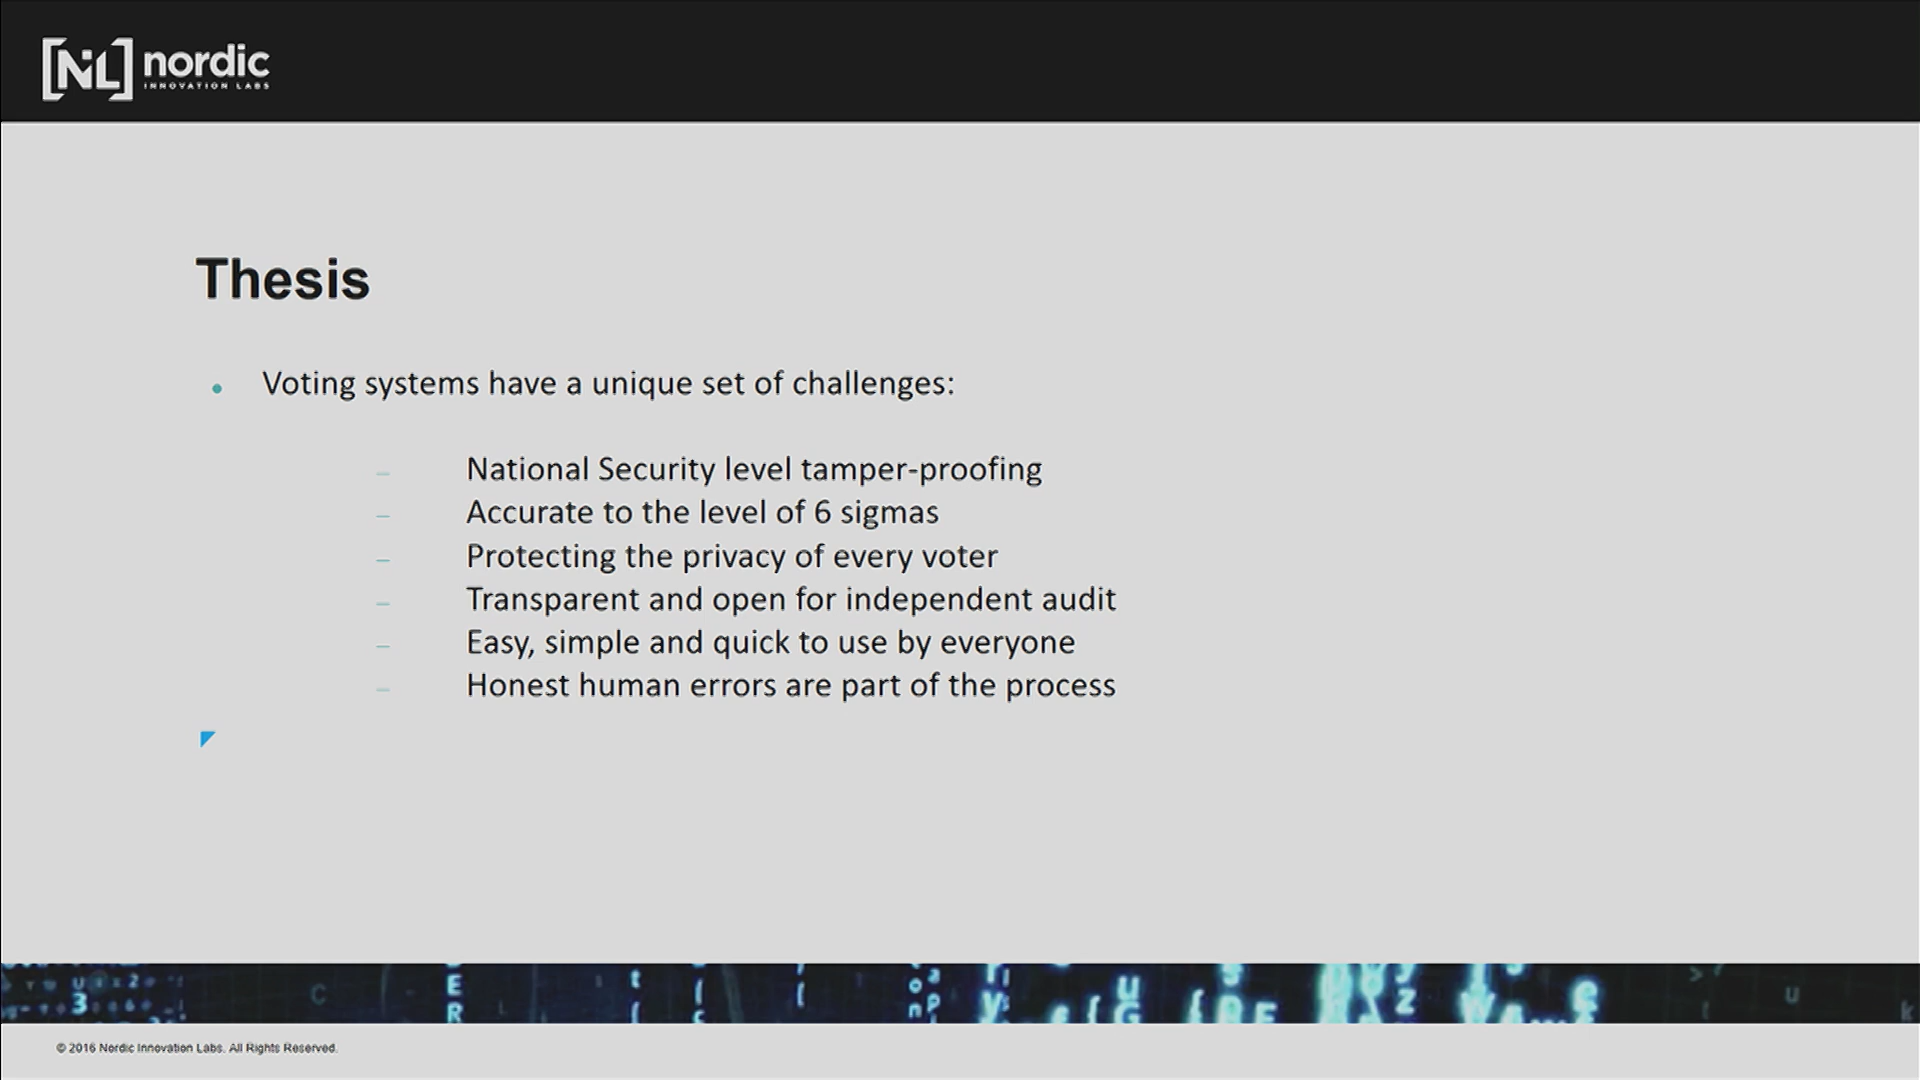 [NiL] nordic
INNOVATION LABS
Thesis
• Voting systems have a unique set of challenges:
– National Security level tamper-proofing
– Accurate to the level of 6 sigmas
– Protecting the privacy of every voter
– Transparent and open for independent audit
– Easy, simple and quick to use by everyone
– Honest human errors are part of the process
© 2016 Nordic Innovation Labs. All Rights Reserved.